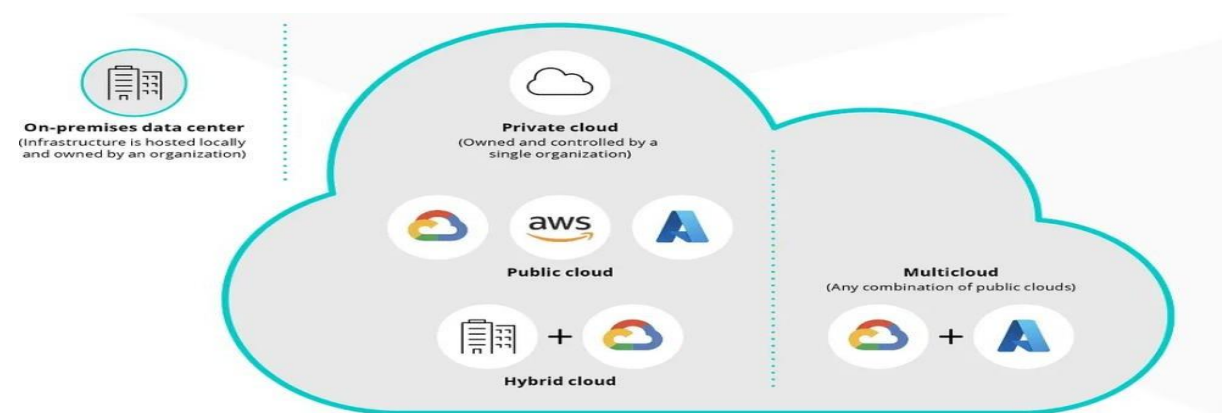 On-premises data center
(Infrastructure is hosted locally
and owned by an organization)
Private cloud
(Owned and controlled by a
single organization)
aws
Public cloud
+
Hybrid cloud
Multicloud
(Any combination of public clouds)
+